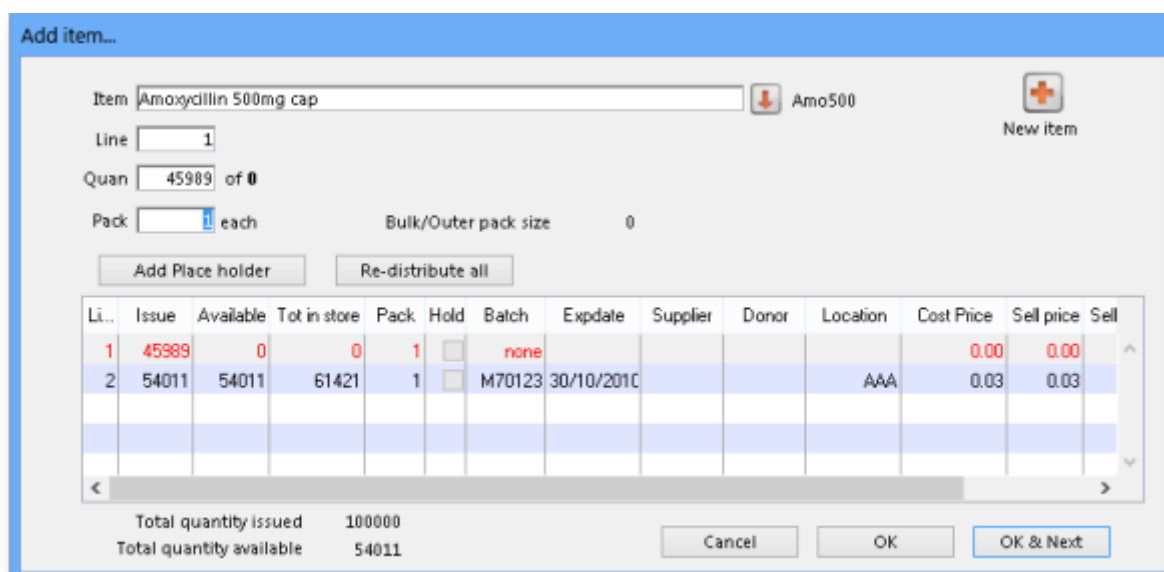 Add item...
Item Amoxycillin 500mg cap Amo500
New item
Line 1
Quan 45989 of 0
Pack 1 each Bulk/Outer pack size 0
Add Place holder Re-distribute all
Li... Issue Available Tot in store Pack Hold Batch Expdate Supplier Donor Location Cost Price Sell price Sell
1 45989 0 0 1 none 0.00 0.00
2 54011 54011 61421 1 M70123 30/10/2010 AAA 0.03 0.03
Total quantity issued 100000
Total quantity available 54011
Cancel OK OK & Next